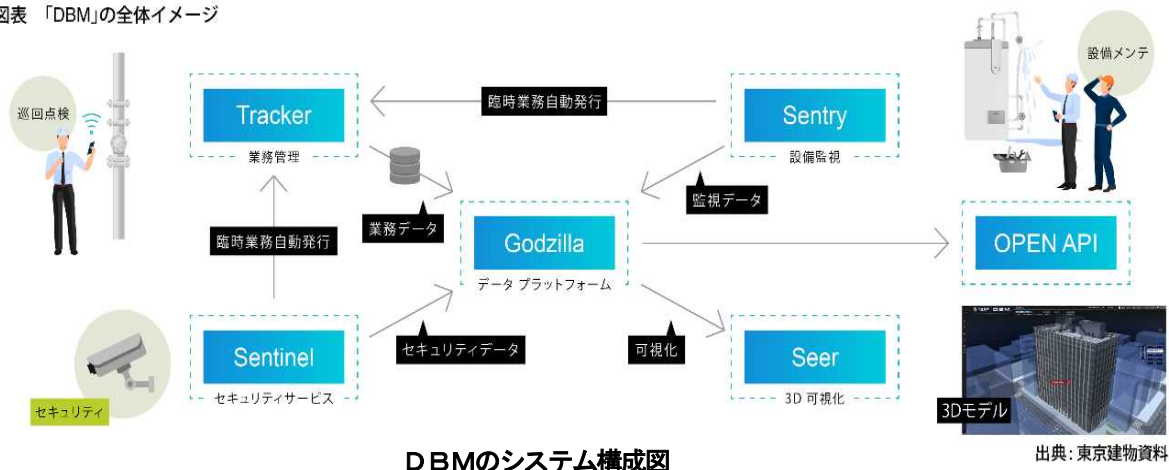 図表 「DBM」の全体イメージ
巡回点検
Tracker
業務管理
臨時業務自動発行
Sentry
設備監視
設備メンテ
業務データ
監視データ
臨時業務自動発行
Godzilla
データ プラットフォーム
OPEN API
Sentinel
セキュリティサービス
セキュリティデータ
可視化
Seer
3D 可視化
セキュリティ
3Dモデル
出典：東京建物資料
DBMのシステム構成図